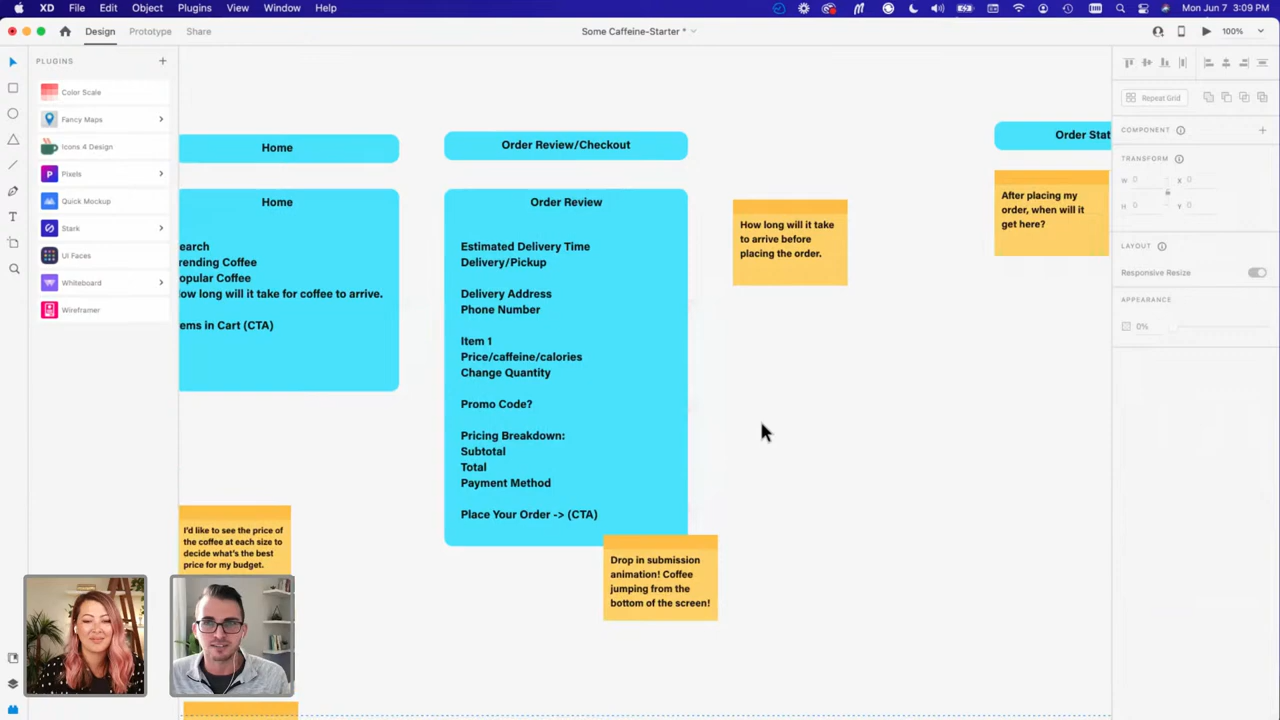 XD File Edit Object Plugins View Window Help
Mon Jun 7 3:09 PM
Design Prototype Share
Some Caffeine-Starter *
100%
PLUGINS
Color Scale
Fancy Maps
Icons 4 Design
Pixels
Quick Mockup
Stark
UI Faces
Whiteboard
Wireframer
Home
Home
earch
rending Coffee
opular Coffee
low long will it take for coffee to arrive.
ems in Cart (CTA)
I'd like to see the price of
the coffee at each size to
decide what's the best
price for my budget.
Order Review/Checkout
Order Review
Estimated Delivery Time
Delivery/Pickup
Delivery Address
Phone Number
Item 1
Price/caffeine/calories
Change Quantity
Promo Code?
Pricing Breakdown:
Subtotal
Total
Payment Method
Place Your Order -> (CTA)
Drop in submission
animation! Coffee
jumping from the
bottom of the screen!
How long will it take
to arrive before
placing the order.
Order Stat
After placing my
order, when will it
get here?
Repeat Grid
COMPONENT
TRANSFORM
W 0 X 0
H 0 Y 0
LAYOUT
Responsive Resize
APPEARANCE
0%